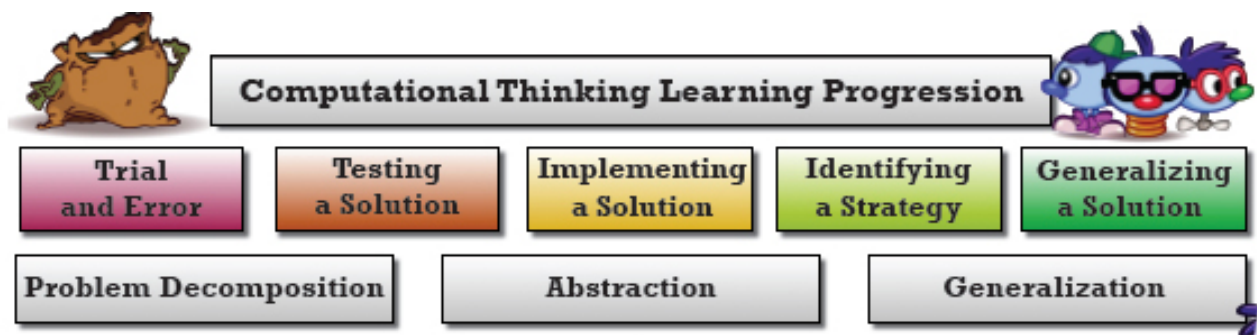 Computational Thinking Learning Progression
Trial
and Error
Testing
a Solution
Implementing
a Solution
Identifying
a Strategy
Generalizing
a Solution
Problem Decomposition
Abstraction
Generalization